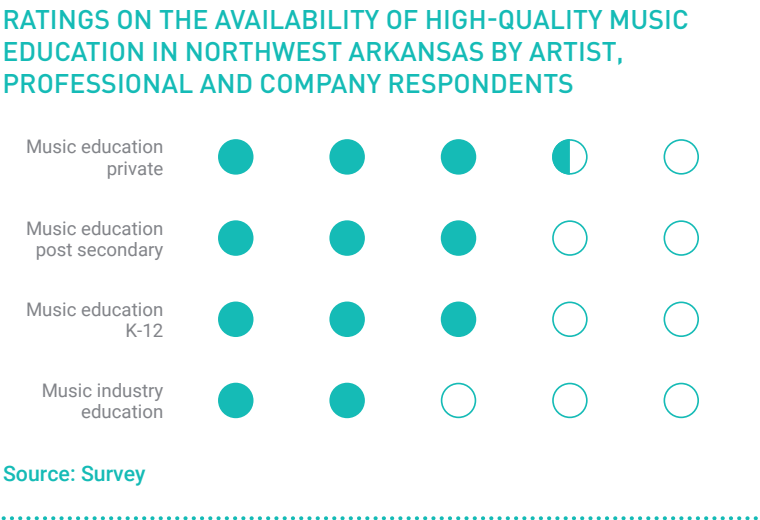 RATINGS ON THE AVAILABILITY OF HIGH-QUALITY MUSIC
EDUCATION IN NORTHWEST ARKANSAS BY ARTIST,
PROFESSIONAL AND COMPANY RESPONDENTS
Music education
private
Music education
post secondary
Music education
K-12
Music industry
education
Source: Survey